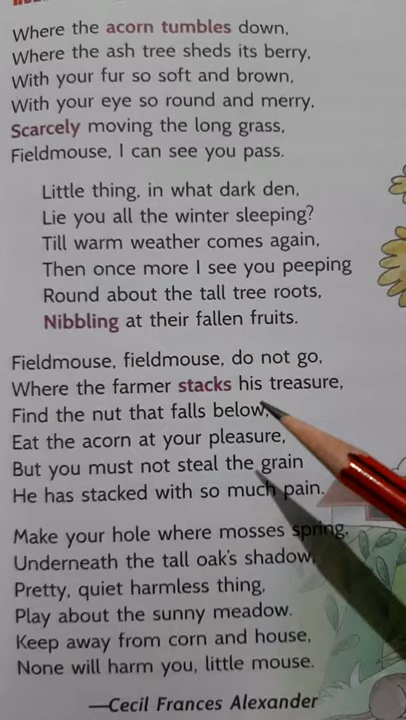 Where the acorn tumbles down,
Where the ash tree sheds its berry,
With your fur so soft and brown,
With your eye so round and merry,
Scarcely moving the long grass,
Fieldmouse, I can see you pass.
Little thing, in what dark den,
Lie you all the winter sleeping?
Till warm weather comes again,
Then once more I see you peeping
Round about the tall tree roots,
Nibbling at their fallen fruits.
Fieldmouse, fieldmouse, do not go,
Where the farmer stacks his treasure,
Find the nut that falls below,
Eat the acorn at your pleasure,
But you must not steal the grain
He has stacked with so much pain.
Make your hole where mosses spring,
Underneath the tall oak's shadow,
Pretty, quiet harmless thing,
Play about the sunny meadow.
Keep away from corn and house,
None will harm you, little mouse.
—Cecil Frances Alexander